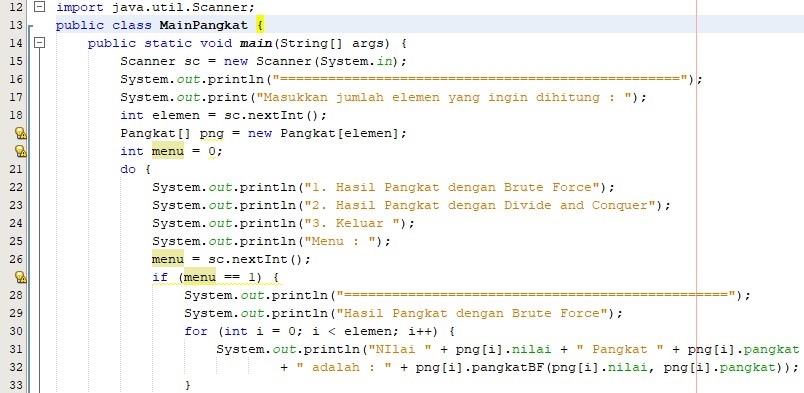 12 import java.util.Scanner;
13 public class MainPangkat {
14 public static void main(String[] args) {
15 Scanner sc = new Scanner(System.in);
16 System.out.println("==================================================");
17 System.out.print("Masukkan jumlah elemen yang ingin dihitung : ");
18 int elemen = sc.nextInt();
Pangkat[] png = new Pangkat[elemen];
int menu = 0;
21 do {
22 System.out.println("1. Hasil Pangkat dengan Brute Force");
23 System.out.println("2. Hasil Pangkat dengan Divide and Conquer");
24 System.out.println("3. Keluar ");
25 System.out.println("Menu : ");
26 menu = sc.nextInt();
if (menu == 1) {
28 System.out.println("================================================");
29 System.out.println("Hasil Pangkat dengan Brute Force");
30 for (int i = 0; i < elemen; i++) {
31 System.out.println("NIlai " + png[i].nilai + " Pangkat " + png[i].pangkat
32 + " adalah : " + png[i].pangkatBF(png[i].nilai, png[i].pangkat));
33 }